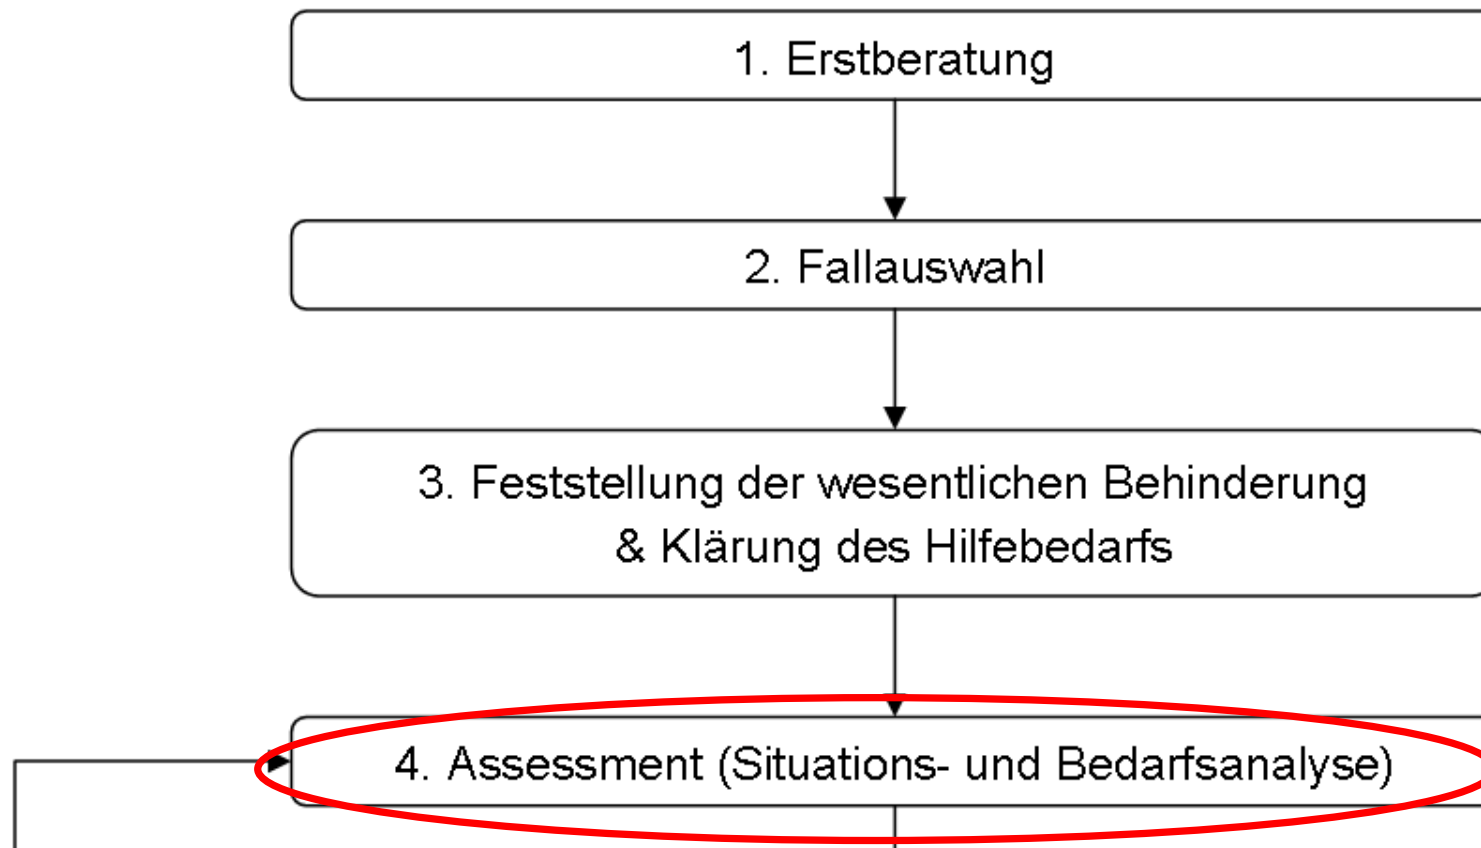 1. Erstberatung
2. Fallauswahl
3. Feststellung der wesentlichen Behinderung
& Klärung des Hilfebedarfs
4. Assessment (Situations- und Bedarfsanalyse)